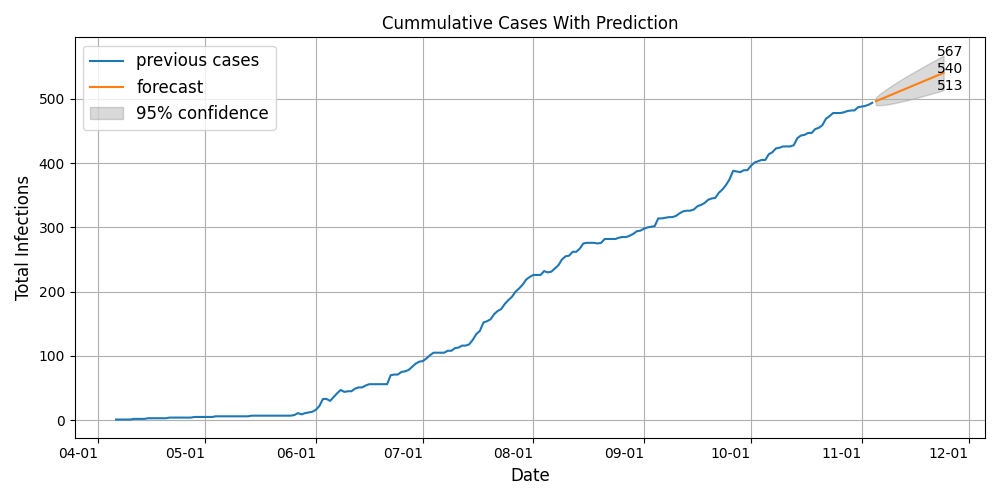 Cummulative Cases With Prediction
previous cases
forecast
95% confidence
567
540
513
500
400
300
200
100
0
Total Infections
04-01 05-01 06-01 07-01 08-01 09-01 10-01 11-01 12-01
Date